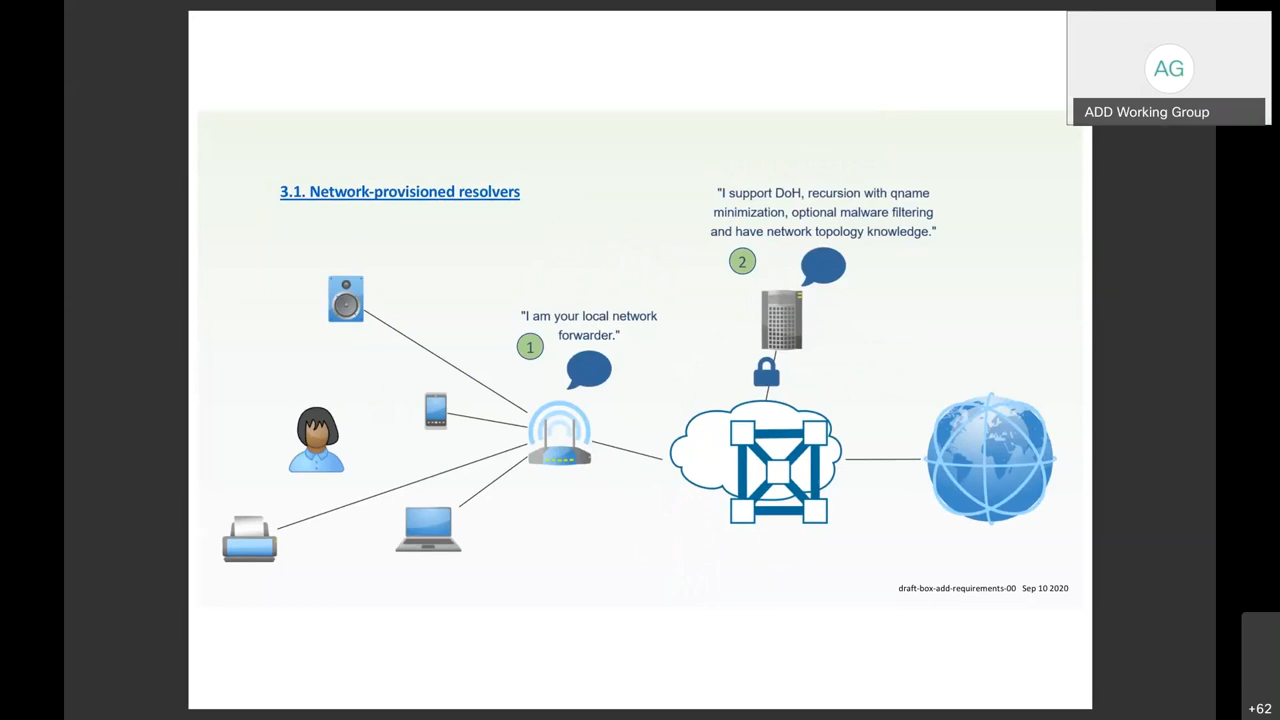 AG
ADD Working Group
3.1. Network-provisioned resolvers
"I support DoH, recursion with qname
minimization, optional malware filtering
and have network topology knowledge."
2
"I am your local network
forwarder."
1
draft-box-add-requirements-00 Sep 10 2020
+62